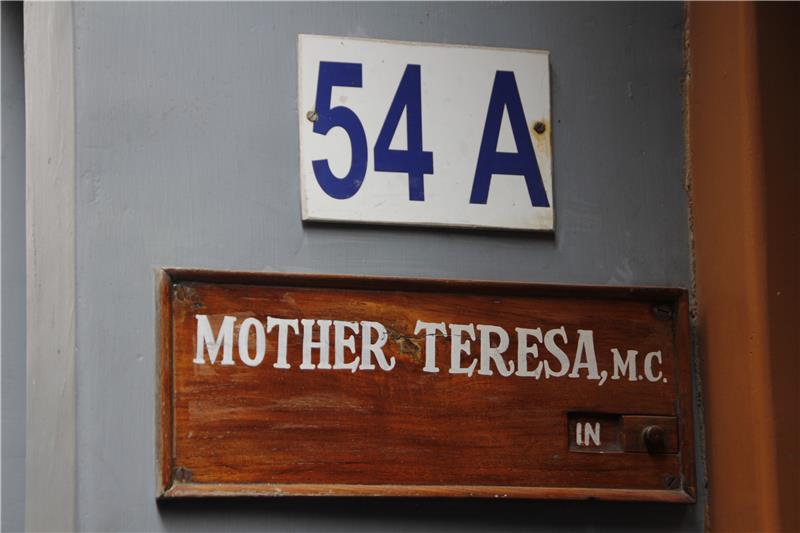 54 A
MOTHER TERESA, M.C.
IN